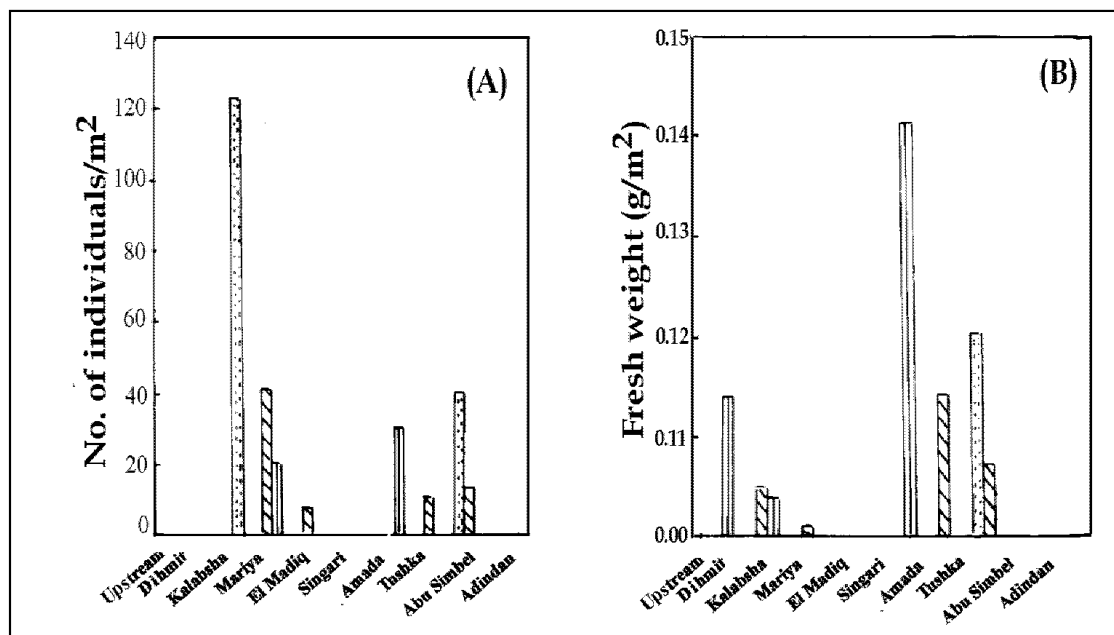 (A)
No. of individuals/m²
140
120
100
80
60
40
20
0
Upstream
Dihmit
Kalabsha
Mariya
El Madiq
Singari
Amada
Tushka
Abu Simbel
Adindan
(B)
Fresh weight (g/m²)
0.15
0.14
0.13
0.12
0.11
0.00
Upstream
Dihmit
Kalabsha
Mariya
El Madiq
Singari
Amada
Tushka
Abu Simbel
Adindan